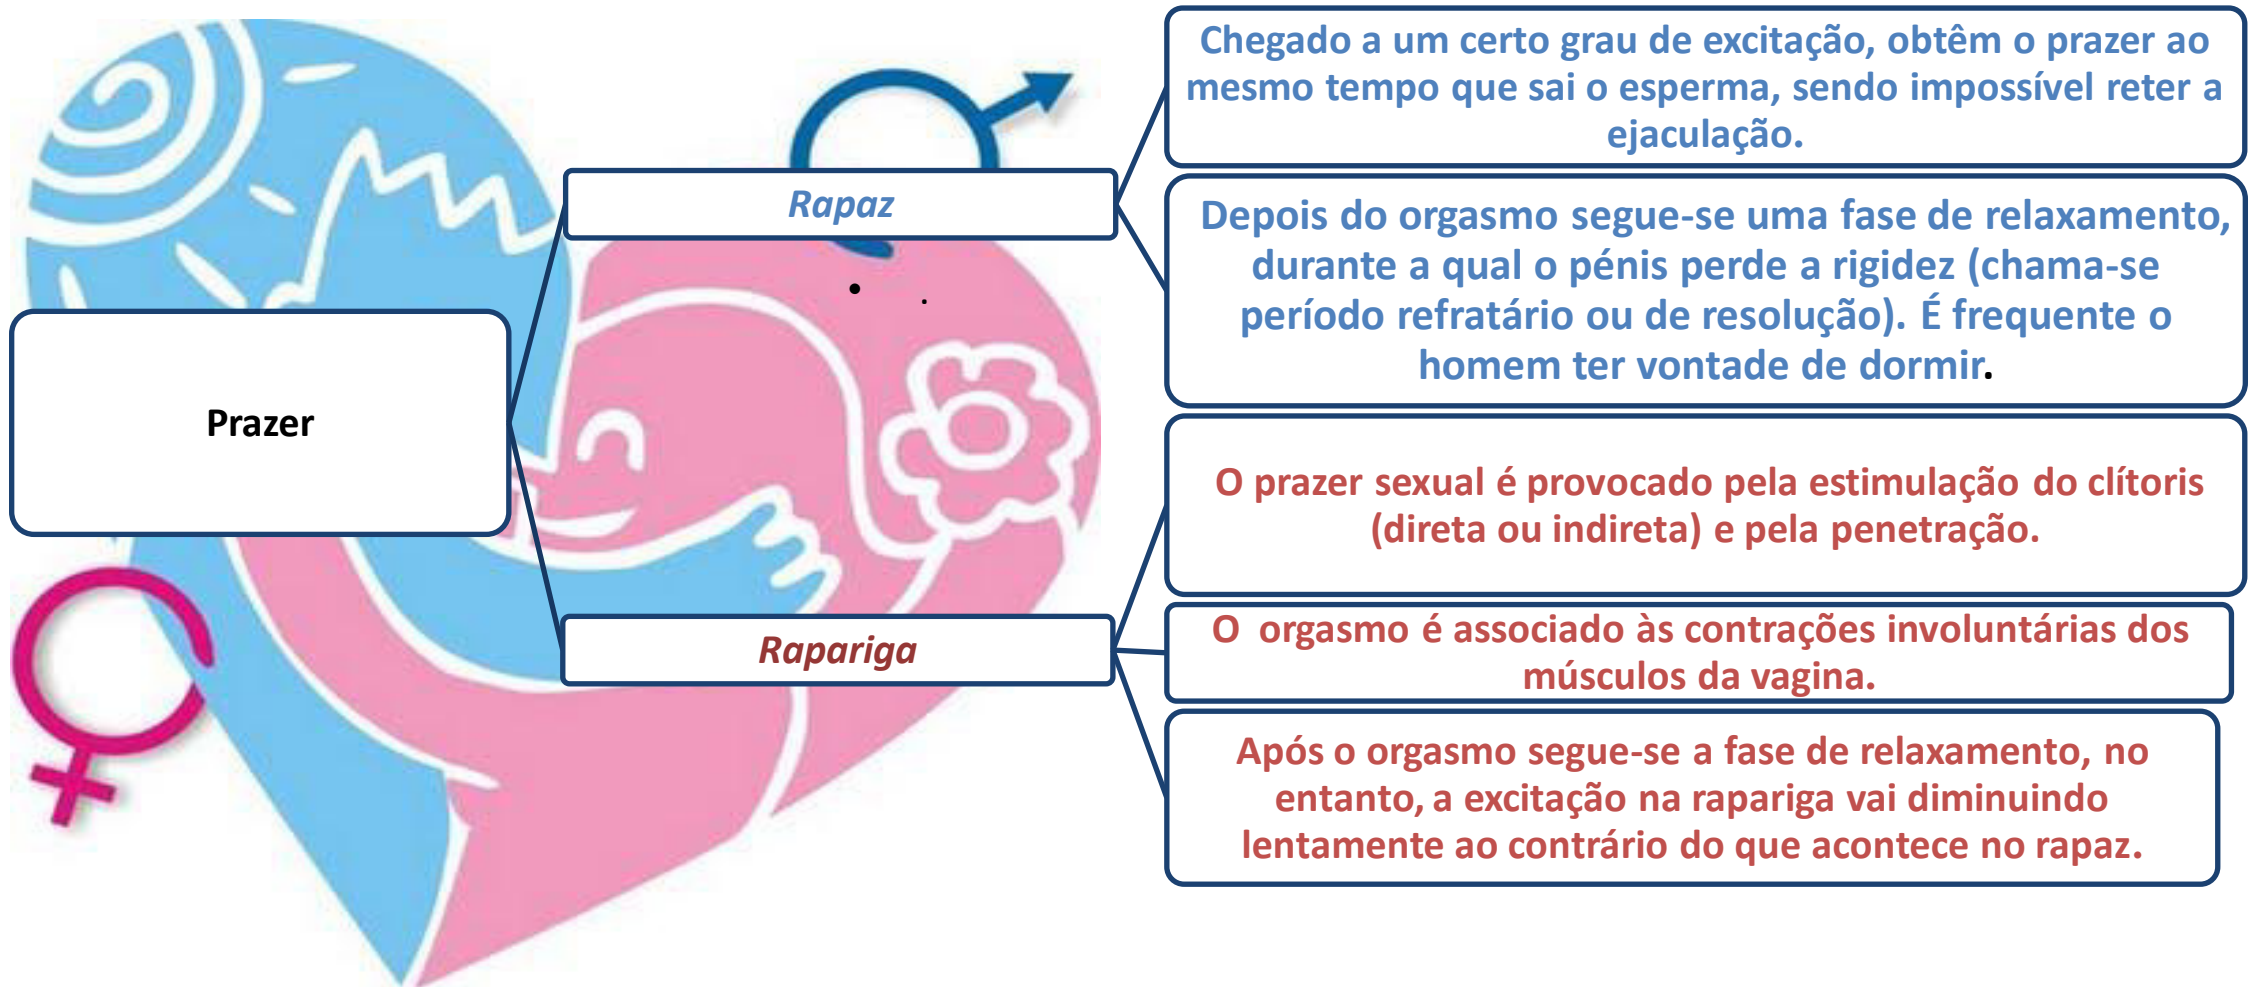 Prazer
Rapaz
Chegado a um certo grau de excitação, obtêm o prazer ao
mesmo tempo que sai o esperma, sendo impossível reter a
ejaculação.
Depois do orgasmo segue-se uma fase de relaxamento,
durante a qual o pénis perde a rigidez (chama-se
período refratário ou de resolução). É frequente o
homem ter vontade de dormir.
Rapariga
O prazer sexual é provocado pela estimulação do clítoris
(direta ou indireta) e pela penetração.
O  orgasmo é associado às contrações involuntárias dos
músculos da vagina.
Após o orgasmo segue-se a fase de relaxamento, no
entanto, a excitação na rapariga vai diminuindo
lentamente ao contrário do que acontece no rapaz.